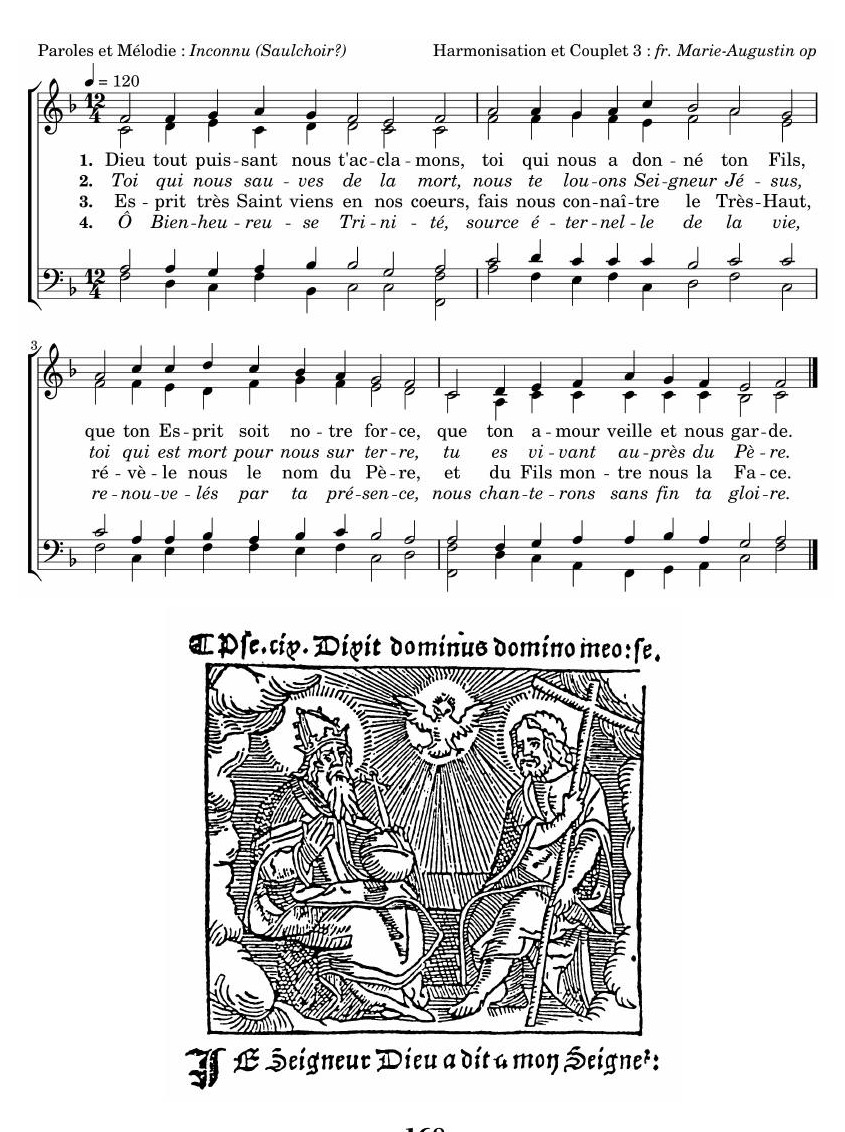 Paroles et Mélodie : Inconnu (Saulchoir?) Harmonisation et Couplet 3 : fr. Marie-Augustin op
= 120
12 4
1. Dieu tout puis - sant nous t'ac - cla - mons, toi qui nous a don - né ton Fils,
2. Toi qui nous sau - ves de la mort, nous te lou - ons Sei - gneur Jé - sus,
3. Es - prit très Saint viens en nos coeurs, fais nous con - naî - tre le Très - Haut,
4. Ô Bien - heu - reu - se Tri - ni - té, source é - ter - nel - le de la vie,
12 4
3
que ton Es - prit soit no - tre for - ce, que ton a - mour veille et nous gar - de.
toi qui est mort pour nous sur ter - re, tu es vi - vant au - près du Pè - re.
ré - vè - le nous le nom du Pè - re, et du Fils mon - tre nous la Fa - ce.
re - nou - ve - lés par ta pré - sen - ce, nous chan - te - rons sans fin ta gloi - re.
Pſe. cix. Dixit dominus domino meo: ſe.
LE Seigneur Dieu a dit a mon Seigne²: